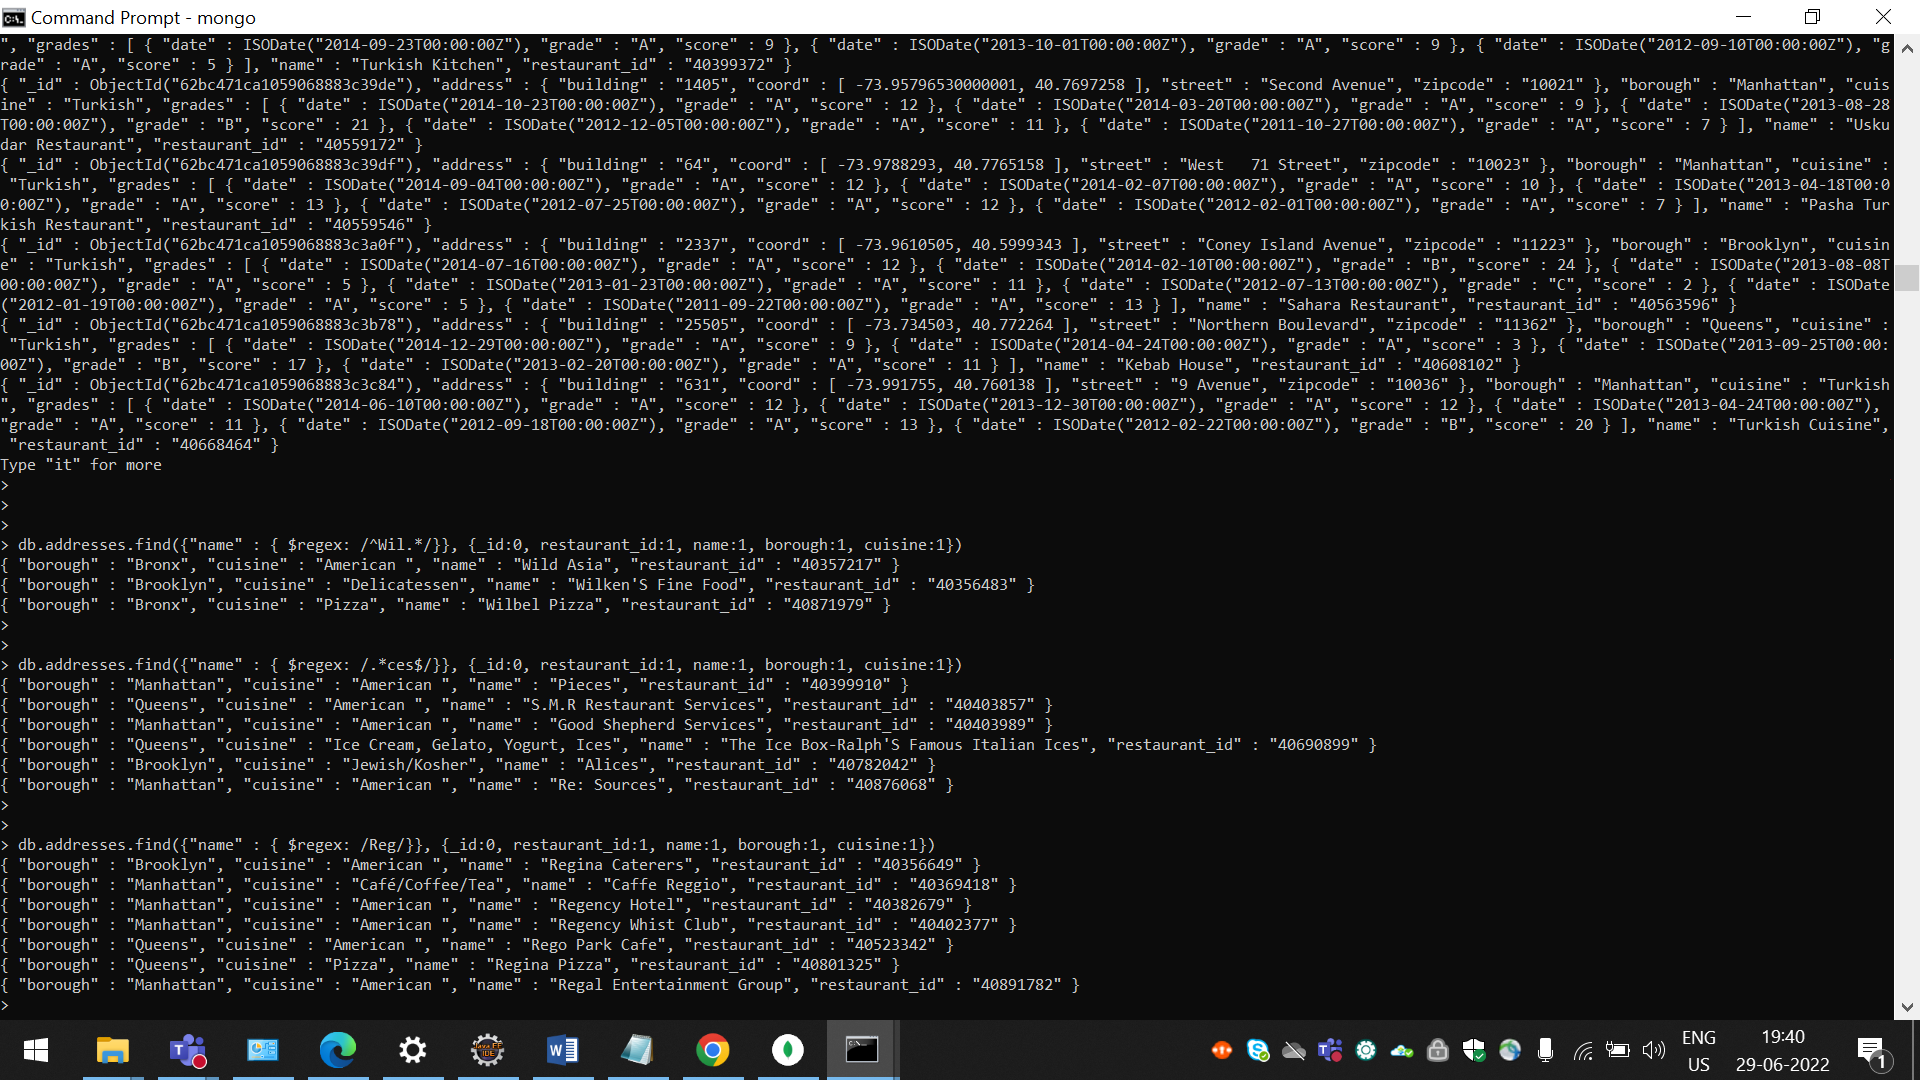 Command Prompt - mongo
", "grades" : [ { "date" : ISODate("2014-09-23T00:00:00Z"), "grade" : "A", "score" : 9 }, { "date" : ISODate("2013-10-01T00:00:00Z"), "grade" : "A", "score" : 9 }, { "date" : ISODate("2012-09-10T00:00:00Z"), "g
rade" : "A", "score" : 5 } ], "name" : "Turkish Kitchen", "restaurant_id" : "40399372" }
{ "_id" : ObjectId("62bc471ca1059068883c39de"), "address" : { "building" : "1405", "coord" : [ -73.95796530000001, 40.7697258 ], "street" : "Second Avenue", "zipcode" : "10021" }, "borough" : "Manhattan", "cuis
ine" : "Turkish", "grades" : [ { "date" : ISODate("2014-10-23T00:00:00Z"), "grade" : "A", "score" : 12 }, { "date" : ISODate("2014-03-20T00:00:00Z"), "grade" : "A", "score" : 9 }, { "date" : ISODate("2013-08-28
T00:00:00Z"), "grade" : "B", "score" : 21 }, { "date" : ISODate("2012-12-05T00:00:00Z"), "grade" : "A", "score" : 11 }, { "date" : ISODate("2011-10-27T00:00:00Z"), "grade" : "A", "score" : 7 } ], "name" : "Usku
dar Restaurant", "restaurant_id" : "40559172" }
{ "_id" : ObjectId("62bc471ca1059068883c39df"), "address" : { "building" : "64", "coord" : [ -73.9788293, 40.7765158 ], "street" : "West   71 Street", "zipcode" : "10023" }, "borough" : "Manhattan", "cuisine" :
 "Turkish", "grades" : [ { "date" : ISODate("2014-09-04T00:00:00Z"), "grade" : "A", "score" : 12 }, { "date" : ISODate("2014-02-07T00:00:00Z"), "grade" : "A", "score" : 10 }, { "date" : ISODate("2013-04-18T00:0
0:00Z"), "grade" : "A", "score" : 13 }, { "date" : ISODate("2012-07-25T00:00:00Z"), "grade" : "A", "score" : 12 }, { "date" : ISODate("2012-02-01T00:00:00Z"), "grade" : "A", "score" : 7 } ], "name" : "Pasha Tur
kish Restaurant", "restaurant_id" : "40559546" }
{ "_id" : ObjectId("62bc471ca1059068883c3a0f"), "address" : { "building" : "2337", "coord" : [ -73.9610505, 40.5999343 ], "street" : "Coney Island Avenue", "zipcode" : "11223" }, "borough" : "Brooklyn", "cuisin
e" : "Turkish", "grades" : [ { "date" : ISODate("2014-07-16T00:00:00Z"), "grade" : "A", "score" : 12 }, { "date" : ISODate("2014-02-10T00:00:00Z"), "grade" : "B", "score" : 24 }, { "date" : ISODate("2013-08-08T
00:00:00Z"), "grade" : "A", "score" : 5 }, { "date" : ISODate("2013-01-23T00:00:00Z"), "grade" : "A", "score" : 11 }, { "date" : ISODate("2012-07-13T00:00:00Z"), "grade" : "C", "score" : 2 }, { "date" : ISODate
("2012-01-19T00:00:00Z"), "grade" : "A", "score" : 5 }, { "date" : ISODate("2011-09-22T00:00:00Z"), "grade" : "A", "score" : 13 } ], "name" : "Sahara Restaurant", "restaurant_id" : "40563596" }
{ "_id" : ObjectId("62bc471ca1059068883c3b78"), "address" : { "building" : "25505", "coord" : [ -73.734503, 40.772264 ], "street" : "Northern Boulevard", "zipcode" : "11362" }, "borough" : "Queens", "cuisine" :
 "Turkish", "grades" : [ { "date" : ISODate("2014-12-29T00:00:00Z"), "grade" : "A", "score" : 9 }, { "date" : ISODate("2014-04-24T00:00:00Z"), "grade" : "A", "score" : 3 }, { "date" : ISODate("2013-09-25T00:00:
00Z"), "grade" : "B", "score" : 17 }, { "date" : ISODate("2013-02-20T00:00:00Z"), "grade" : "A", "score" : 11 } ], "name" : "Kebab House", "restaurant_id" : "40608102" }
{ "_id" : ObjectId("62bc471ca1059068883c3c84"), "address" : { "building" : "631", "coord" : [ -73.991755, 40.760138 ], "street" : "9 Avenue", "zipcode" : "10036" }, "borough" : "Manhattan", "cuisine" : "Turkish
", "grades" : [ { "date" : ISODate("2014-06-10T00:00:00Z"), "grade" : "A", "score" : 12 }, { "date" : ISODate("2013-12-30T00:00:00Z"), "grade" : "A", "score" : 12 }, { "date" : ISODate("2013-04-24T00:00:00Z"),
"grade" : "A", "score" : 11 }, { "date" : ISODate("2012-09-18T00:00:00Z"), "grade" : "A", "score" : 13 }, { "date" : ISODate("2012-02-22T00:00:00Z"), "grade" : "B", "score" : 20 } ], "name" : "Turkish Cuisine",
 "restaurant_id" : "40668464" }
Type "it" for more
>
>
>
> db.addresses.find({"name" : { $regex: /^Wil.*/}}, {_id:0, restaurant_id:1, name:1, borough:1, cuisine:1})
{ "borough" : "Bronx", "cuisine" : "American ", "name" : "Wild Asia", "restaurant_id" : "40357217" }
{ "borough" : "Brooklyn", "cuisine" : "Delicatessen", "name" : "Wilken'S Fine Food", "restaurant_id" : "40356483" }
{ "borough" : "Bronx", "cuisine" : "Pizza", "name" : "Wilbel Pizza", "restaurant_id" : "40871979" }
>
>
> db.addresses.find({"name" : { $regex: /.*ces$/}}, {_id:0, restaurant_id:1, name:1, borough:1, cuisine:1})
{ "borough" : "Manhattan", "cuisine" : "American ", "name" : "Pieces", "restaurant_id" : "40399910" }
{ "borough" : "Queens", "cuisine" : "American ", "name" : "S.M.R Restaurant Services", "restaurant_id" : "40403857" }
{ "borough" : "Manhattan", "cuisine" : "American ", "name" : "Good Shepherd Services", "restaurant_id" : "40403989" }
{ "borough" : "Queens", "cuisine" : "Ice Cream, Gelato, Yogurt, Ices", "name" : "The Ice Box-Ralph'S Famous Italian Ices", "restaurant_id" : "40690899" }
{ "borough" : "Brooklyn", "cuisine" : "Jewish/Kosher", "name" : "Alices", "restaurant_id" : "40782042" }
{ "borough" : "Manhattan", "cuisine" : "American ", "name" : "Re: Sources", "restaurant_id" : "40876068" }
>
>
> db.addresses.find({"name" : { $regex: /Reg/}}, {_id:0, restaurant_id:1, name:1, borough:1, cuisine:1})
{ "borough" : "Brooklyn", "cuisine" : "American ", "name" : "Regina Caterers", "restaurant_id" : "40356649" }
{ "borough" : "Manhattan", "cuisine" : "Café/Coffee/Tea", "name" : "Caffe Reggio", "restaurant_id" : "40369418" }
{ "borough" : "Manhattan", "cuisine" : "American ", "name" : "Regency Hotel", "restaurant_id" : "40382679" }
{ "borough" : "Manhattan", "cuisine" : "American ", "name" : "Regency Whist Club", "restaurant_id" : "40402377" }
{ "borough" : "Queens", "cuisine" : "American ", "name" : "Rego Park Cafe", "restaurant_id" : "40523342" }
{ "borough" : "Queens", "cuisine" : "Pizza", "name" : "Regina Pizza", "restaurant_id" : "40801325" }
{ "borough" : "Manhattan", "cuisine" : "American ", "name" : "Regal Entertainment Group", "restaurant_id" : "40891782" }
>
ENG
US
19:40
29-06-2022
1